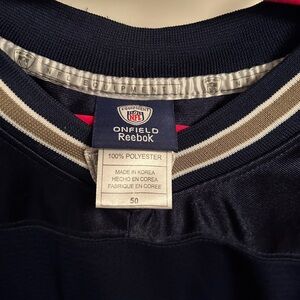 EQUIPMENT
NFL
ONFIELD
Reebok
100% POLYESTER
MADE IN KOREA
HECHO EN COREA
FABRIQUE EN COREE
50